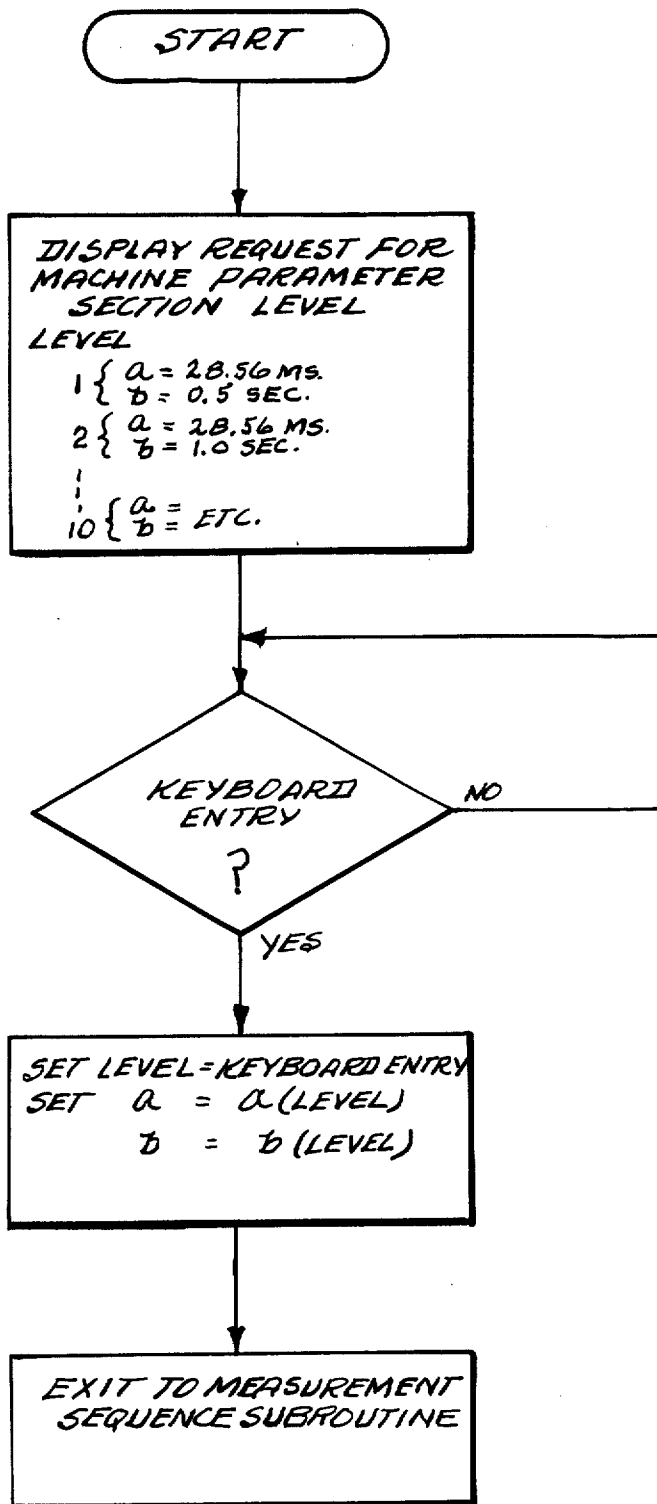 START
DISPLAY REQUEST FOR
MACHINE PARAMETER
SECTION LEVEL
LEVEL
1 { a = 28.56 MS.
b = 0.5 SEC.
2 { a = 28.56 MS.
b = 1.0 SEC.
10 { a =
b = ETC.
KEYBOARD
ENTRY
?
NO
YES
SET LEVEL = KEYBOARD ENTRY
SET a = a (LEVEL)
b = b (LEVEL)
EXIT TO MEASUREMENT
SEQUENCE SUBROUTINE